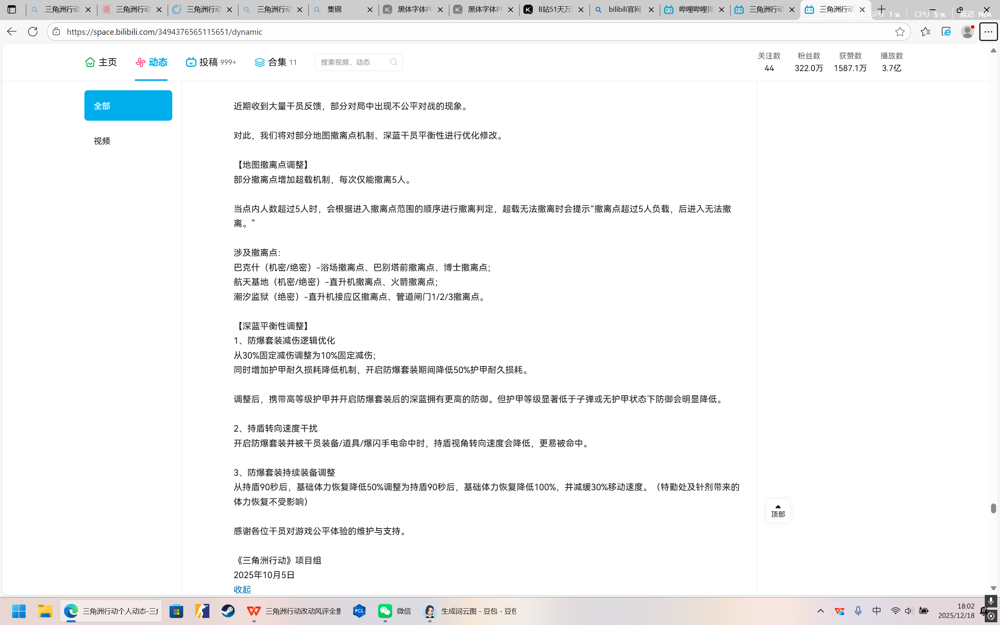 三角洲行动
三角洲行动
三角洲行动
三角洲行动
集锦
黑体字体PF
黑体字体PF
B站51天万
bilibili官网
哔哩哔哩排
三角洲行动
三角洲行动
N/A
GPU 1 %
CPU 5 %
延迟 N/A
https://space.bilibili.com/3494376565115651/dynamic
主页
动态
投稿 999+
合集 11
搜索视频、动态
关注数 粉丝数 获赞数 播放数
44 322.0万 1587.1万 3.7亿
全部
视频
近期收到大量干员反馈，部分对局中出现不公平对战的现象。
对此，我们将对部分地图撤离点机制、深蓝干员平衡性进行优化修改。
【地图撤离点调整】
部分撤离点增加超载机制，每次仅能撤离5人。
当点内人数超过5人时，会根据进入撤离点范围的顺序进行撤离判定，超载无法撤离时会提示“撤离点超过5人负载，后进入无法撤
离。”
涉及撤离点：
巴克什（机密/绝密）-浴场撤离点、巴别塔前撤离点、博士撤离点；
航天基地（机密/绝密）-直升机撤离点、火箭撤离点；
潮汐监狱（绝密）-直升机接应区撤离点、管道闸门1/2/3撤离点。
【深蓝平衡性调整】
1、防爆套装减伤逻辑优化
从30%固定减伤调整为10%固定减伤；
同时增加护甲耐久损耗降低机制，开启防爆套装期间降低50%护甲耐久损耗。
调整后，携带高等级护甲并开启防爆套装后的深蓝拥有更高的防御。但护甲等级显著低于子弹或无护甲状态下防御会明显降低。
2、持盾转向速度干扰
开启防爆套装并被干员装备/道具/爆闪手电命中时，持盾视角转向速度会降低，更易被命中。
3、防爆套装持续装备调整
从持盾90秒后，基础体力恢复降低50%调整为持盾90秒后，基础体力恢复降低100%，并减缓30%移动速度。（特勤处及针剂带来的
体力恢复不受影响）
感谢各位干员对游戏公平体验的维护与支持。
《三角洲行动》项目组
2025年10月5日
收起
顶部
三角洲行动个人动态-三角
三角洲行动改动风评全景
PCL
微信
生成词云图 - 豆包 - 豆包
中
18:02
2025/12/18